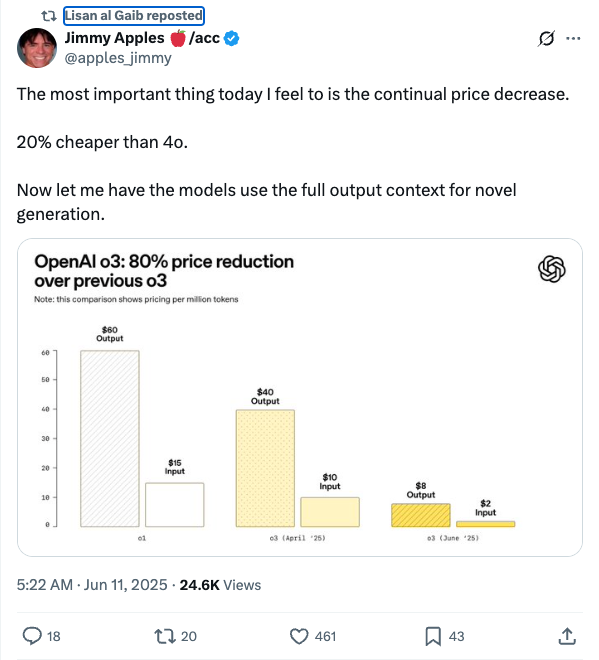 Lisan al Gaib reposted
Jimmy Apples 🍎/acc
@apples_jimmy
The most important thing today I feel to is the continual price decrease.
20% cheaper than 4o.
Now let me have the models use the full output context for novel
generation.
OpenAI o3: 80% price reduction
over previous o3
Note: this comparison shows pricing per million tokens
$60
Output
$15
Input
$40
Output
$10
Input
$8
Output
$2
Input
60
50
40
30
20
10
0
o1
o3 (April '25)
o3 (June '25)
5:22 AM · Jun 11, 2025 · 24.6K Views
18
20
461
43